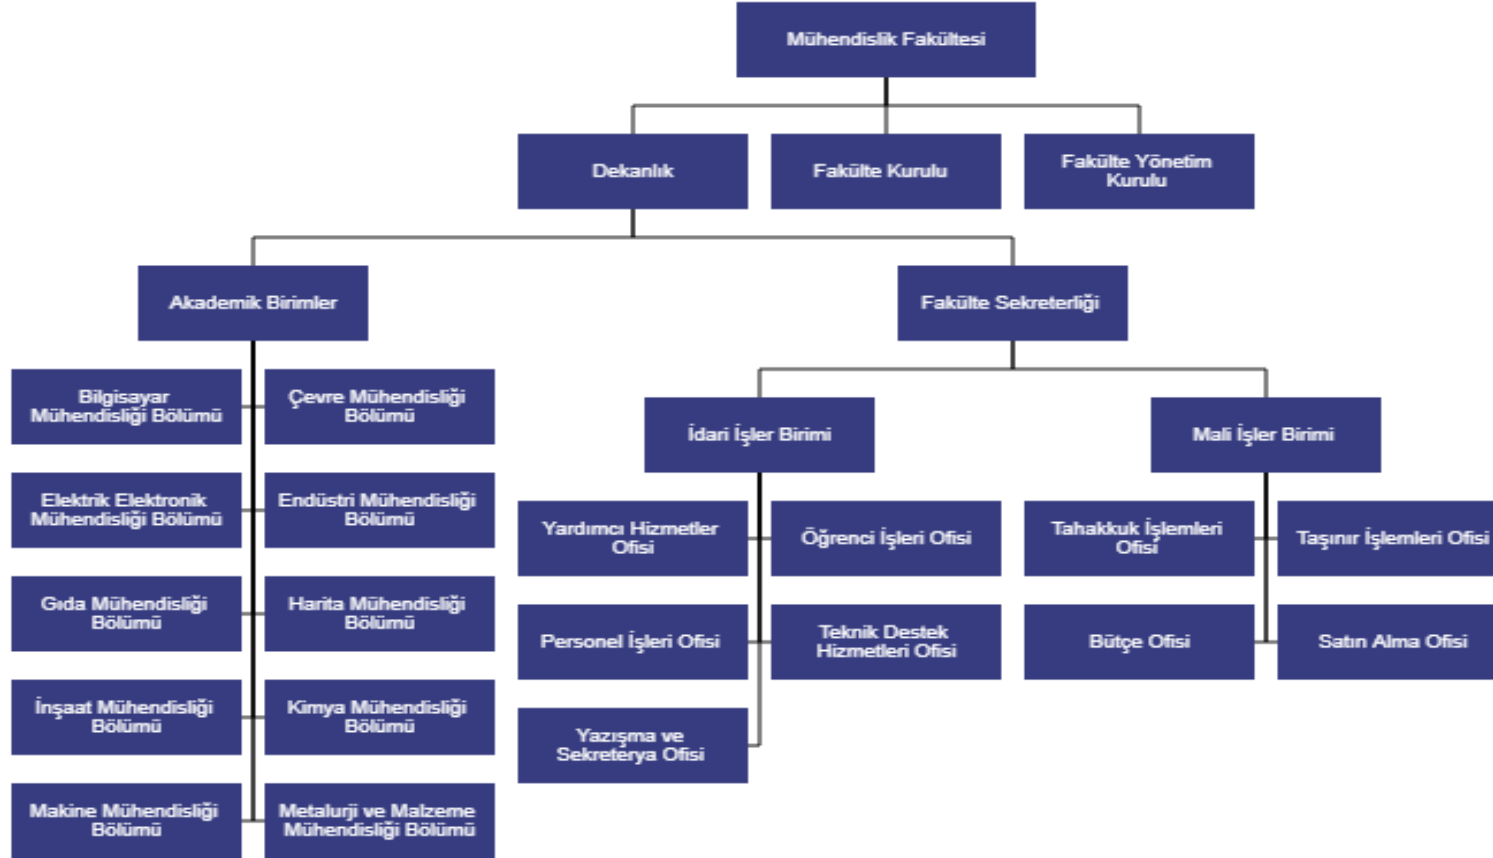 Mühendislik Fakültesi
Dekanlık
Fakülte Kurulu
Fakülte Yönetim
Kurulu
Akademik Birimler
Fakülte Sekreterliği
Bilgisayar
Mühendisliği Bölümü
Çevre Mühendisliği
Bölümü
İdari İşler Birimi
Mali İşler Birimi
Elektrik Elektronik
Mühendisliği Bölümü
Endüstri Mühendisliği
Bölümü
Yardımcı Hizmetler
Ofisi
Öğrenci İşleri Ofisi
Tahakkuk İşlemleri
Ofisi
Taşınır İşlemleri Ofisi
Gıda Mühendisliği
Bölümü
Harita Mühendisliği
Bölümü
Personel İşleri Ofisi
Teknik Destek
Hizmetleri Ofisi
Bütçe Ofisi
Satın Alma Ofisi
İnşaat Mühendisliği
Bölümü
Kimya Mühendisliği
Bölümü
Yazışma ve
Sekreterya Ofisi
Makine Mühendisliği
Bölümü
Metalurji ve Malzeme
Mühendisliği Bölümü